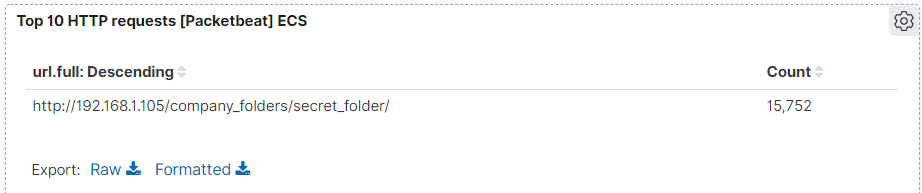 Top 10 HTTP requests [Packetbeat] ECS
url.full: Descending Count
http://192.168.1.105/company_folders/secret_folder/ 15,752
Export: Raw Formatted